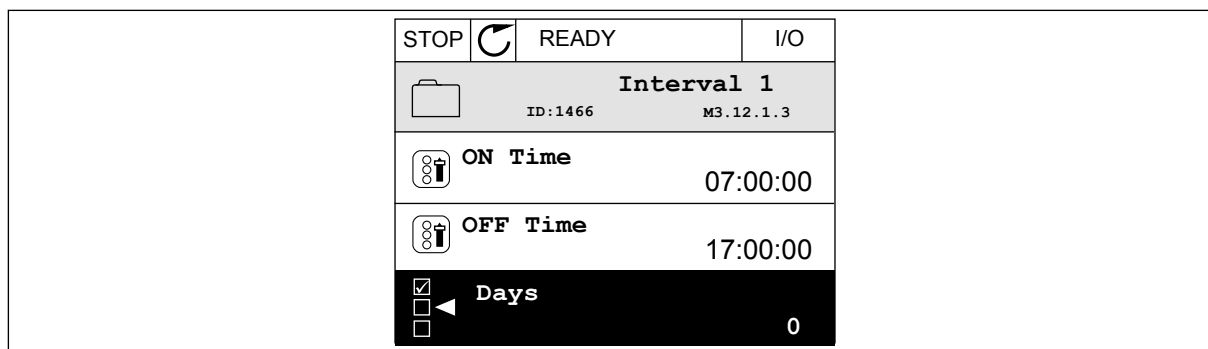 STOP READY I/O
Interval 1
ID:1466 M3.12.1.3
ON Time
07:00:00
OFF Time
17:00:00
Days
0